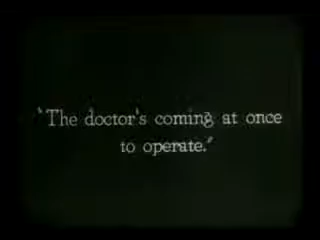 "The doctor's coming at once
to operate."